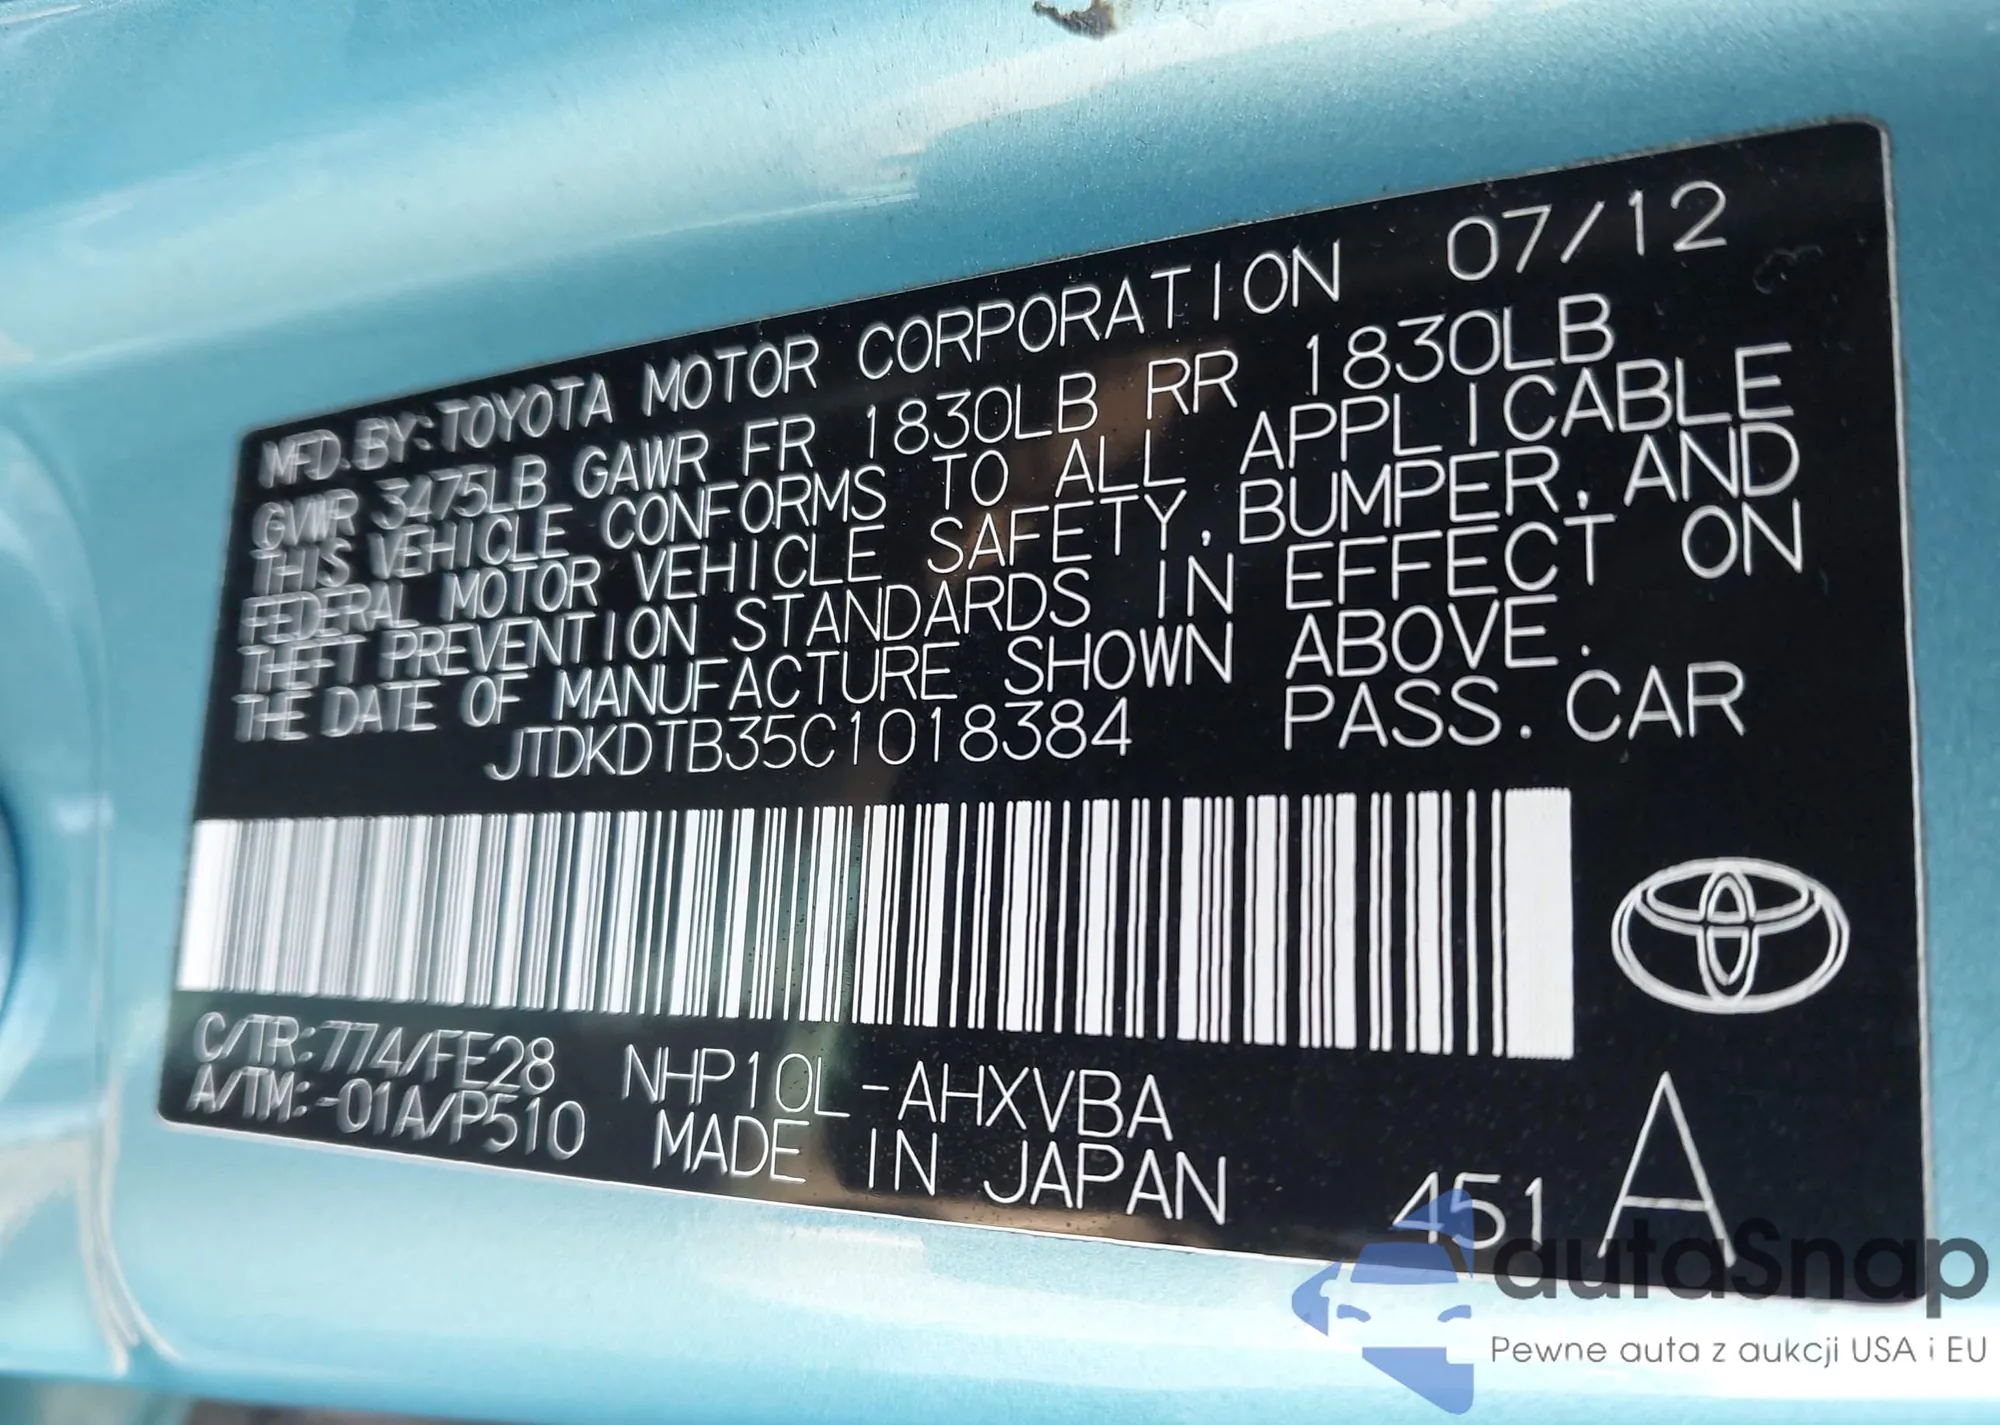 MFD. BY: TOYOTA MOTOR CORPORATION 07/12
GVWR 3475LB GAWR FR 1830LB RR 1830LB
THIS VEHICLE CONFORMS TO ALL APPLICABLE
FEDERAL MOTOR VEHICLE SAFETY, BUMPER, AND
THEFT PREVENTION STANDARDS IN EFFECT ON
THE DATE OF MANUFACTURE SHOWN ABOVE.
JTDKDTB35C1018384 PASS. CAR
C/TR:774/FE28 NHP10L-AHXVBA
A/TM:-01A/P510 MADE IN JAPAN
451 A
autaSnap
Pewne auta z aukcji USA i EU